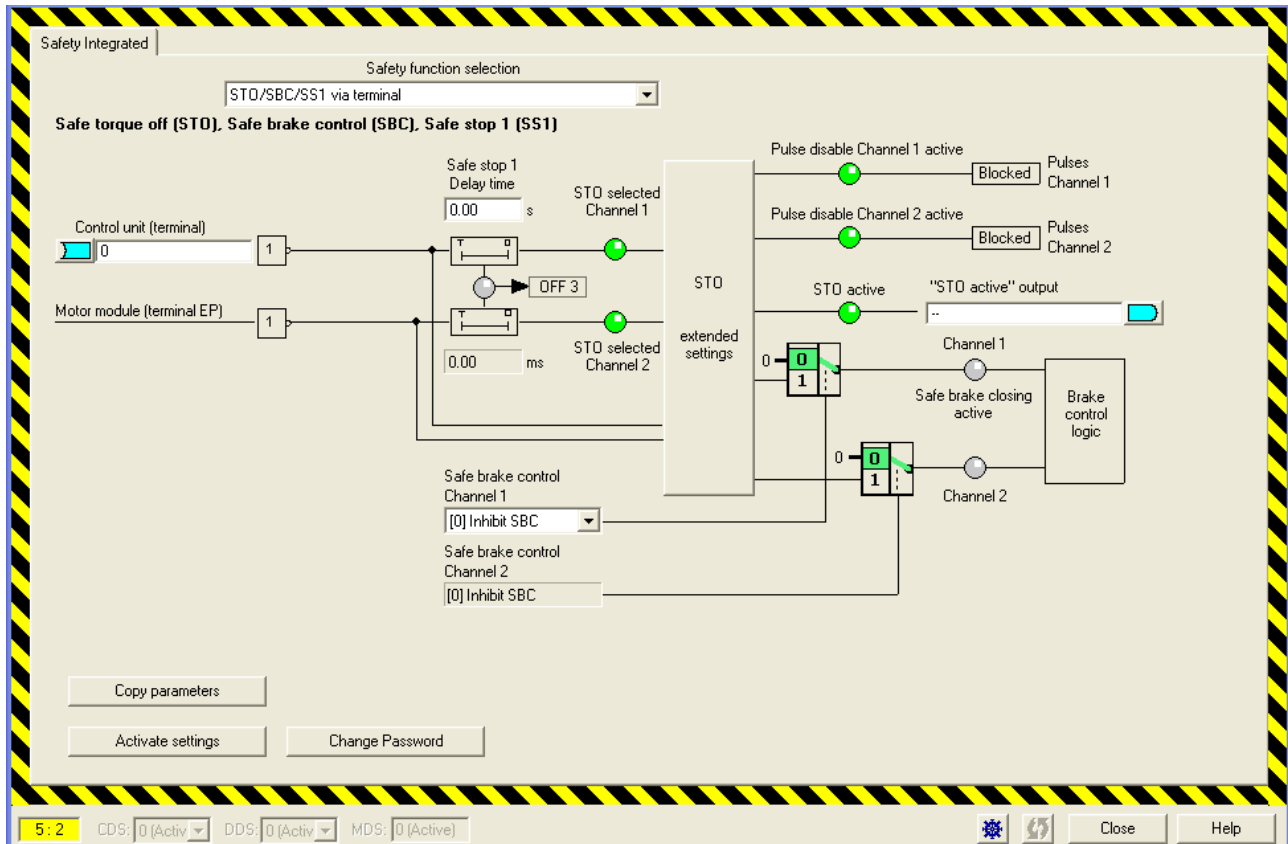 Safety Integrated
Safety function selection
STO/SBC/SS1 via terminal
Safe torque off (STO), Safe brake control (SBC), Safe stop 1 (SS1)
Safe stop 1
Delay time
0.00 s
STO selected
Channel 1
Control unit (terminal)
0
1
OFF 3
Motor module (terminal EP)
1
0.00 ms
STO selected
Channel 2
T 0
T 0
STO
extended
settings
Pulse disable Channel 1 active
Blocked
Pulses
Channel 1
Pulse disable Channel 2 active
Blocked
Pulses
Channel 2
STO active
"STO active" output
--
0
0
1
Channel 1
Safe brake closing
active
0
0
1
Channel 2
Brake
control
logic
Safe brake control
Channel 1
[0] Inhibit SBC
Safe brake control
Channel 2
[0] Inhibit SBC
Copy parameters
Activate settings
Change Password
5 : 2
CDS: 0 (Activ
DDS: 0 (Activ
MDS: 0 (Active)
Close
Help